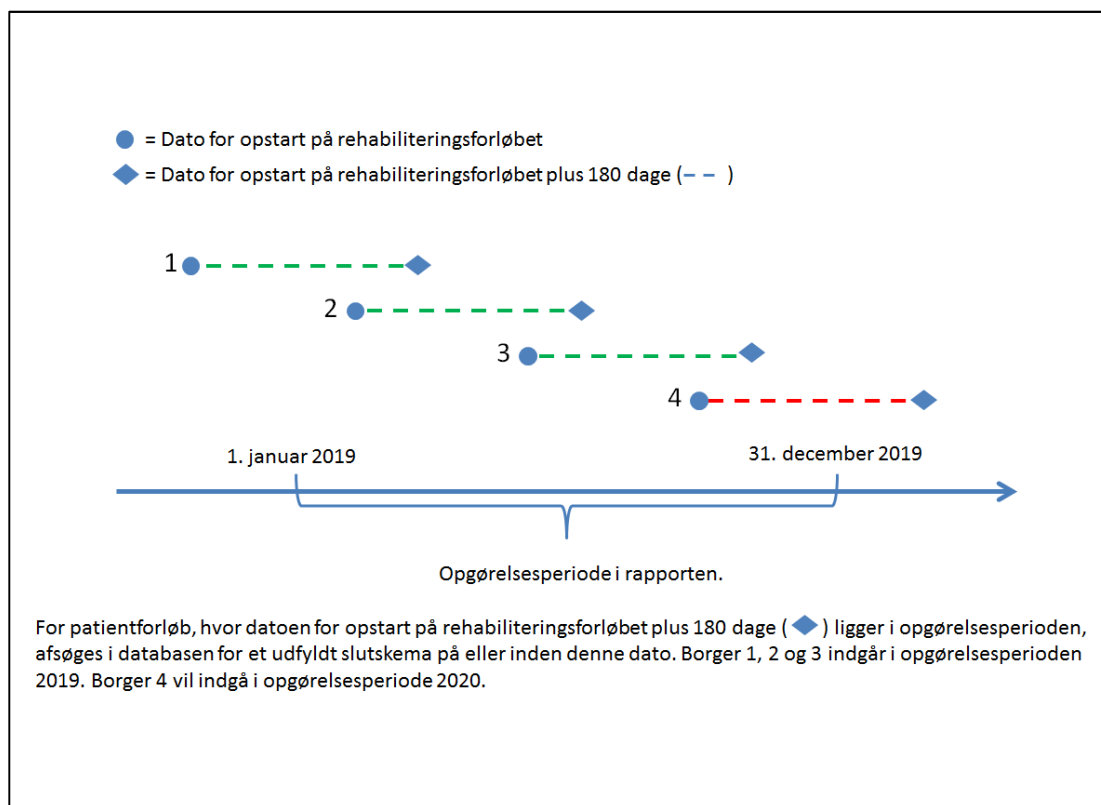 = Dato for opstart på rehabiliteringsforløbet
= Dato for opstart på rehabiliteringsforløbet plus 180 dage (– – )
1
2
3
4
1. januar 2019
31. december 2019
Opgørelsesperiode i rapporten.
For patientforløb, hvor datoen for opstart på rehabiliteringsforløbet plus 180 dage ( ) ligger i opgørelsesperioden,
afsøges i databasen for et udfyldt slutskema på eller inden denne dato. Borger 1, 2 og 3 indgår i opgørelsesperioden
2019. Borger 4 vil indgå i opgørelsesperiode 2020.